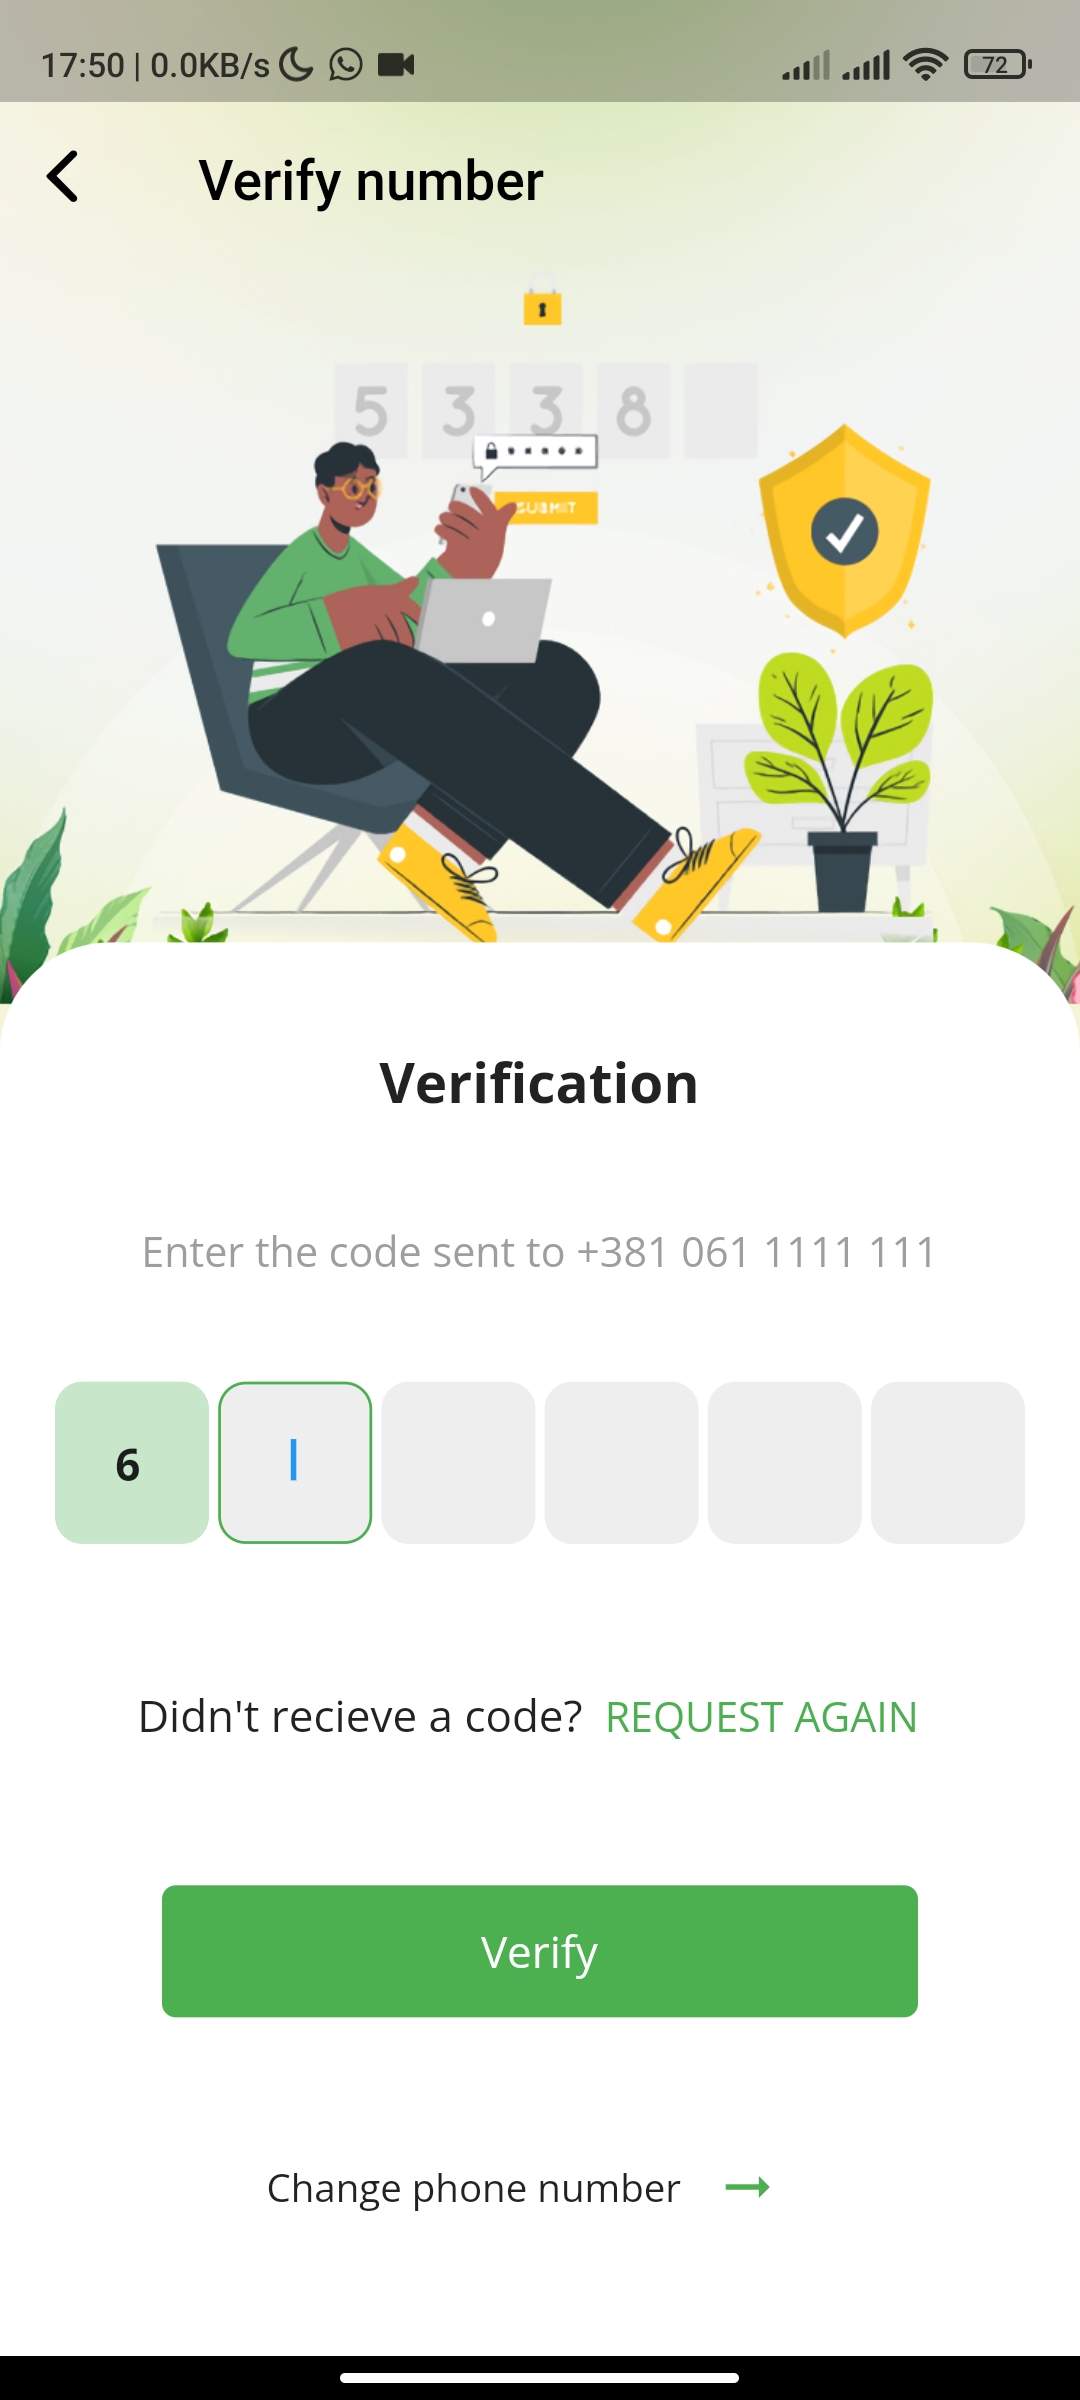 17:50 | 0.0KB/s 72
Verify number
5 3 3 8
SUBMIT
Verification
Enter the code sent to +381 061 1111 111
6
Didn't recieve a code? REQUEST AGAIN
Verify
Change phone number